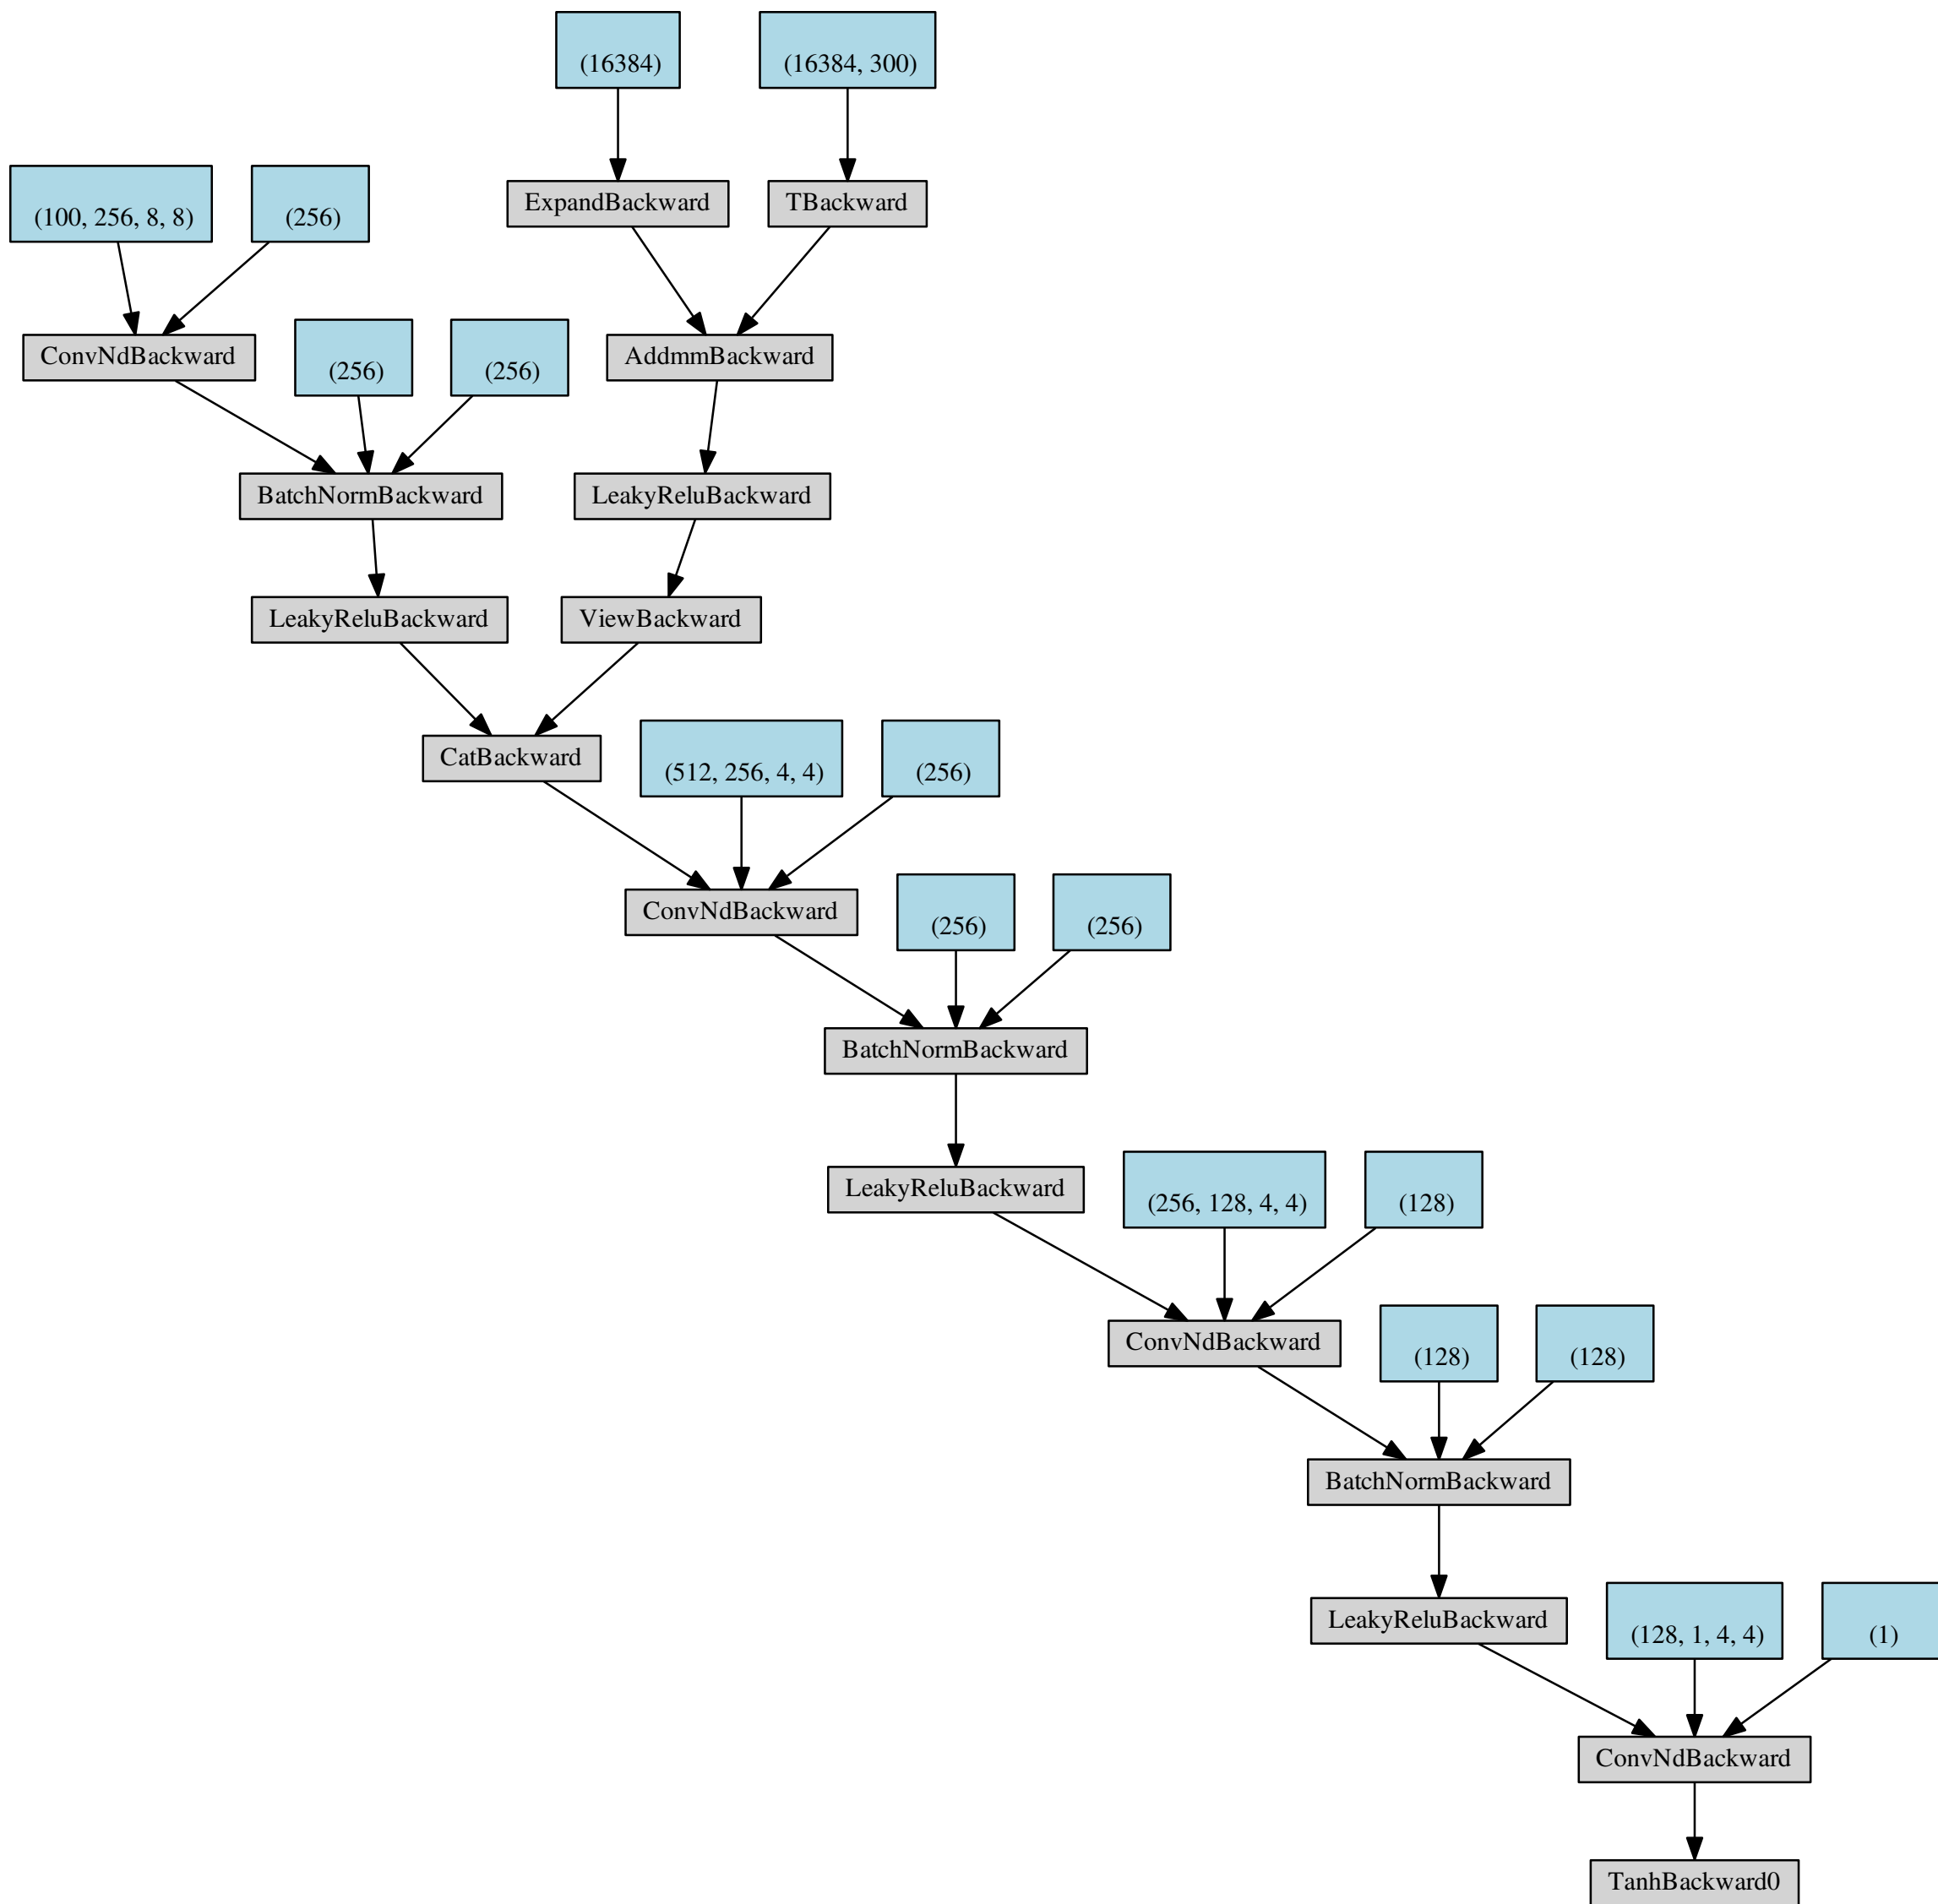 (16384)
(16384, 300)
(100, 256, 8, 8)
(256)
ExpandBackward
TBackward
ConvNdBackward
(256)
(256)
AddmmBackward
BatchNormBackward
LeakyReluBackward
LeakyReluBackward
ViewBackward
CatBackward
(512, 256, 4, 4)
(256)
ConvNdBackward
(256)
(256)
BatchNormBackward
LeakyReluBackward
(256, 128, 4, 4)
(128)
ConvNdBackward
(128)
(128)
BatchNormBackward
LeakyReluBackward
(128, 1, 4, 4)
(1)
ConvNdBackward
TanhBackward0